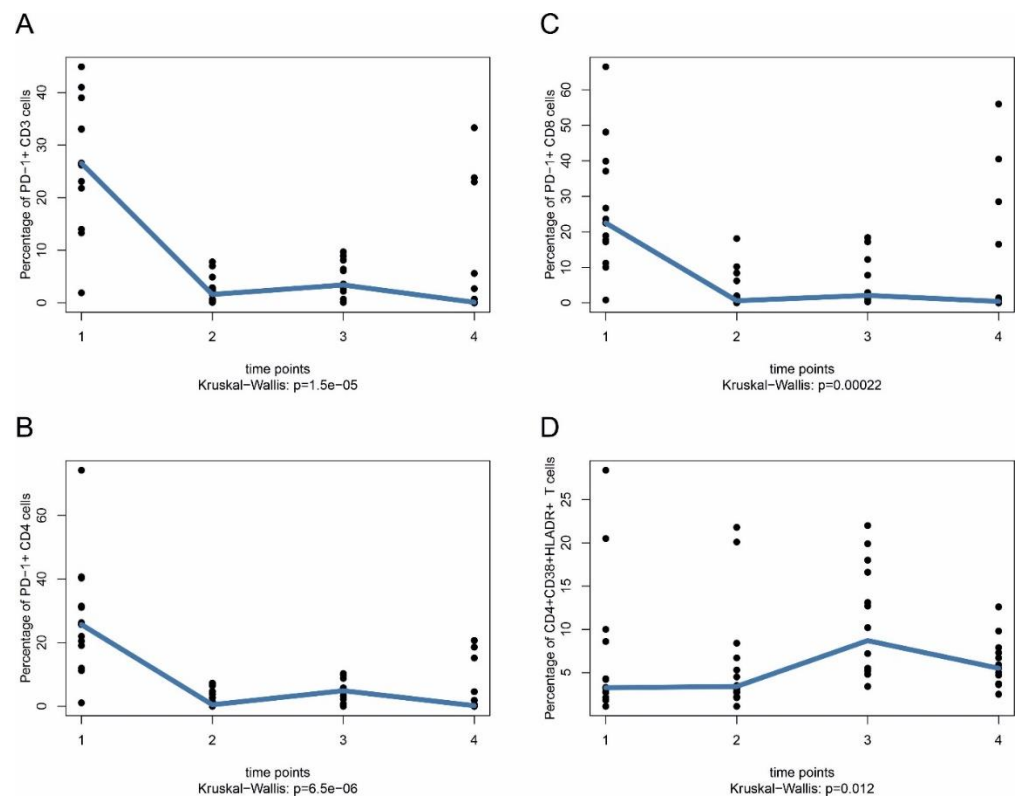 A
Percentage of PD−1+ CD3 cells
40
30
20
10
0
1 2 3 4
time points
Kruskal−Wallis: p=1.5e−05
C
Percentage of PD−1+ CD8 cells
60
50
40
30
20
10
0
1 2 3 4
time points
Kruskal−Wallis: p=0.00022
B
Percentage of PD−1+ CD4 cells
60
40
20
0
1 2 3 4
time points
Kruskal−Wallis: p=6.5e−06
D
Percentage of CD4+CD38+HLADR+ T cells
25
20
15
10
5
1 2 3 4
time points
Kruskal−Wallis: p=0.012